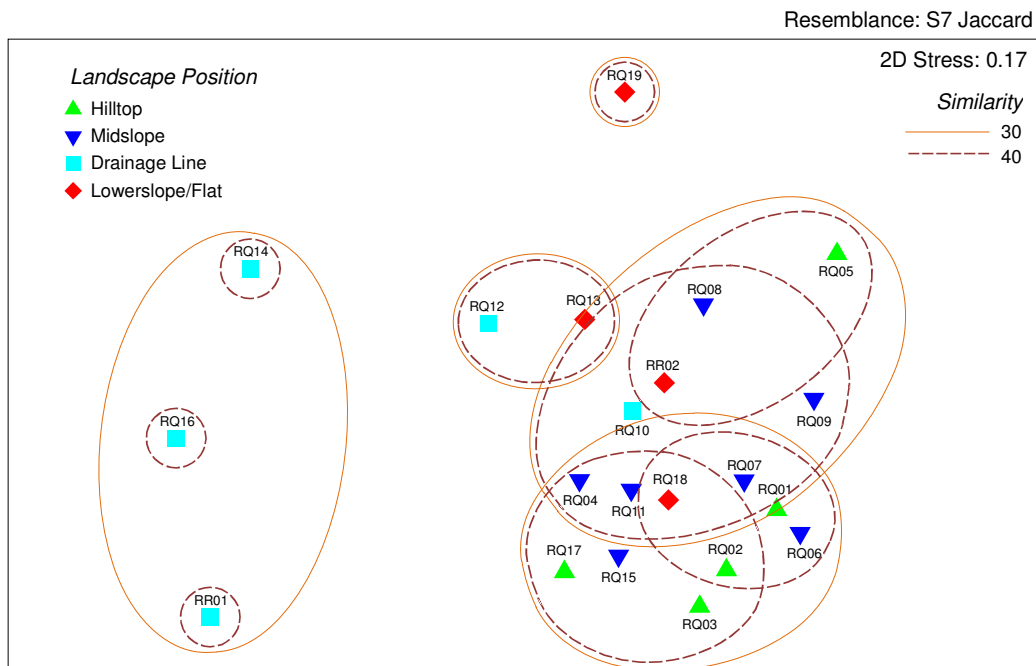 Resemblance: S7 Jaccard
2D Stress: 0.17
Landscape Position
Hilltop
Midslope
Drainage Line
Lowerslope/Flat
Similarity
30
40
RQ19
RQ14
RQ05
RQ08
RQ12
RQ13
RR02
RQ09
RQ16
RQ10
RQ07
RQ18
RQ01
RQ04
RQ11
RQ06
RQ17
RQ02
RQ15
RR01
RQ03